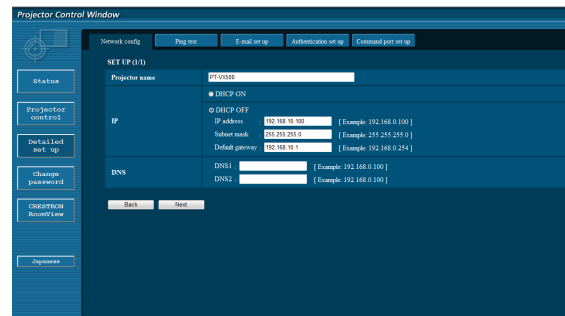 Projector Control Window
Network config Ping test E-mail set up Authentication set up Command port set up
SET UP (1/1)
Projector name PT-VX500
DHCP ON
DHCP OFF
IP
IP address : 192.168.10.100 [ Example: 192.168.0.100 ]
Subnet mask : 255.255.255.0 [ Example: 255.255.255.0 ]
Default gateway : 192.168.10.1 [ Example: 192.168.0.254 ]
DNS
DNS1 : [ Example: 192.168.0.100 ]
DNS2 : [ Example: 192.168.0.100 ]
Back Next
Status
Projector
control
Detailed
set up
Change
password
CRESTRON
RoomView
Japanese